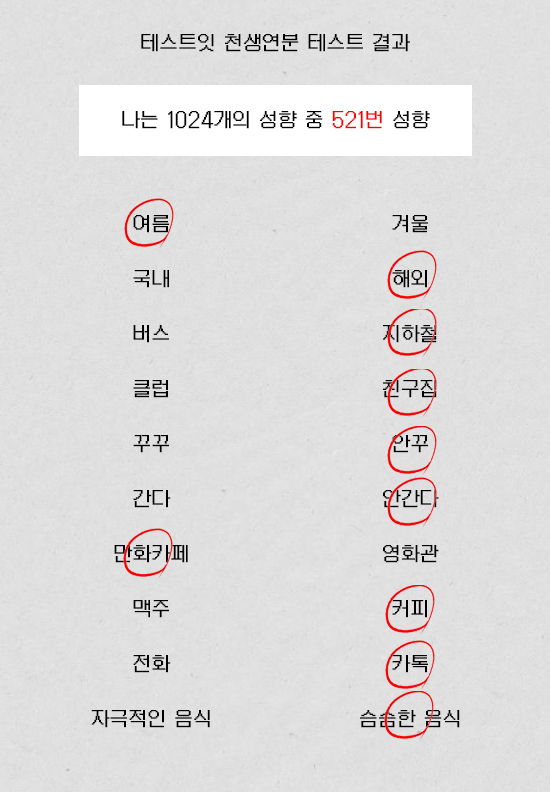 테스트잇 천생연분 테스트 결과
나는 1024개의 성향 중 521번 성향
여름 겨울
국내 해외
버스 지하철
클럽 친구집
꾸꾸 안꾸
간다 안간다
만화카페 영화관
맥주 커피
전화 카톡
자극적인 음식 슴슴한 음식